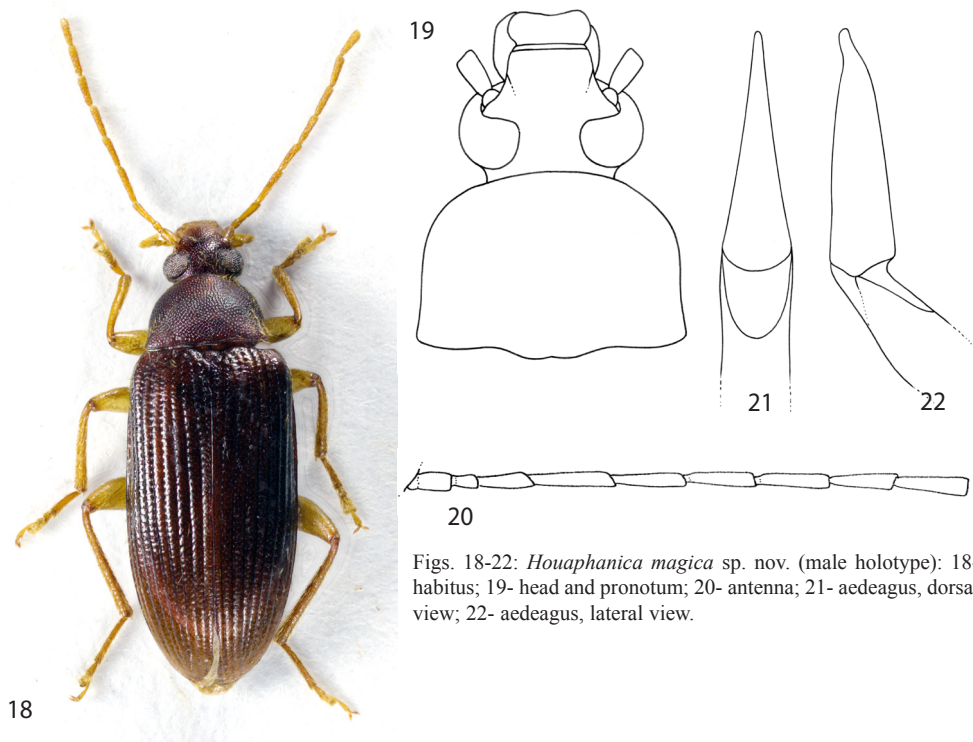 19
21
22
20
Figs. 18-22: Houaphanica magica sp. nov. (male holotype): 18-
habitus; 19- head and pronotum; 20- antenna; 21- aedeagus, dorsa
view; 22- aedeagus, lateral view.
18